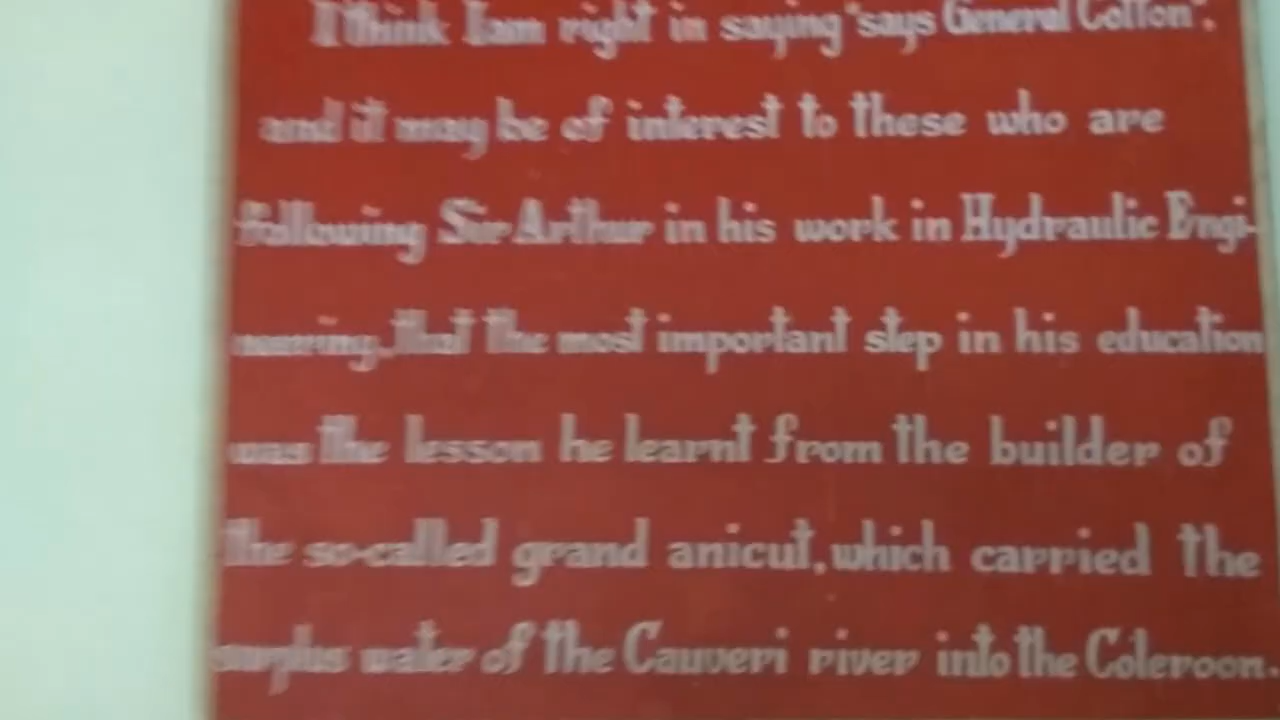 I think I am right in saying "says General Cotton",
and it may be of interest to these who are
following Sir Arthur in his work in Hydraulic Engi-
neering, that the most important step in his education
was the lesson he learnt from the builder of
the so-called grand anicut, which carried the
surplus water of the Cauveri river into the Coleroon.